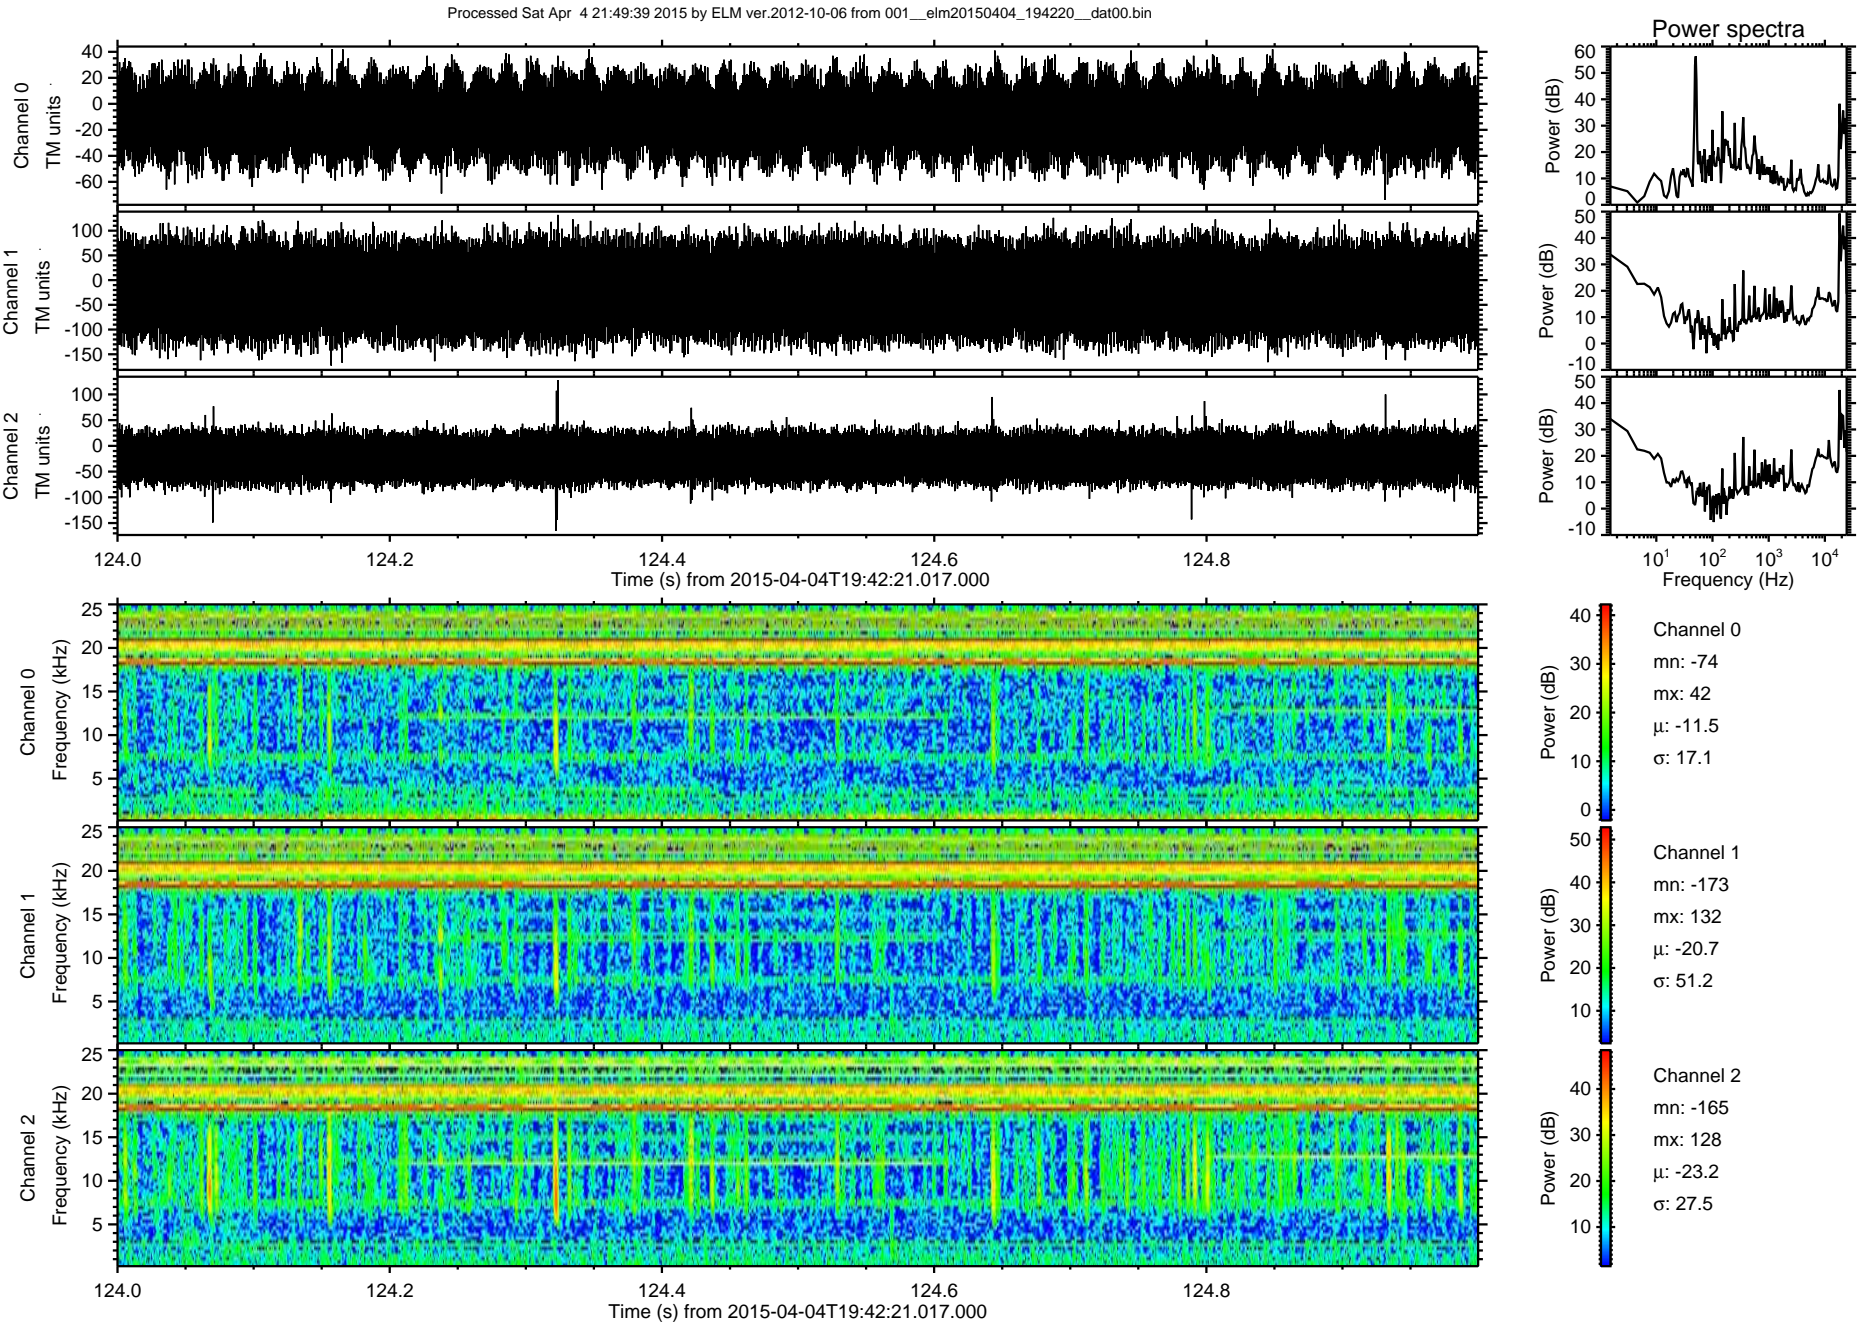 Processed Sat Apr  4 21:49:39 2015 by ELM ver.2012-10-06 from 001__elm20150404_194220__dat00.bin
Power spectra
Channel 0
TM units
40
20
0
-20
-40
-60
Power (dB)
60
50
40
30
20
10
0
Channel 1
TM units
100
50
0
-50
-100
-150
Power (dB)
50
40
30
20
10
0
-10
Channel 2
TM units
100
50
0
-50
-100
-150
Power (dB)
50
40
30
20
10
0
-10
124.0 124.2 124.4 124.6 124.8
Time (s) from 2015-04-04T19:42:21.017.000
10¹ 10² 10³ 10⁴
Frequency (Hz)
Channel 0
Frequency (kHz)
25
20
15
10
5
Power (dB)
40
30
20
10
0
Channel 0
mn: -74
mx: 42
μ: -11.5
σ: 17.1
Channel 1
Frequency (kHz)
25
20
15
10
5
Power (dB)
50
40
30
20
10
Channel 1
mn: -173
mx: 132
μ: -20.7
σ: 51.2
Channel 2
Frequency (kHz)
25
20
15
10
5
Power (dB)
40
30
20
10
Channel 2
mn: -165
mx: 128
μ: -23.2
σ: 27.5
124.0 124.2 124.4 124.6 124.8
Time (s) from 2015-04-04T19:42:21.017.000